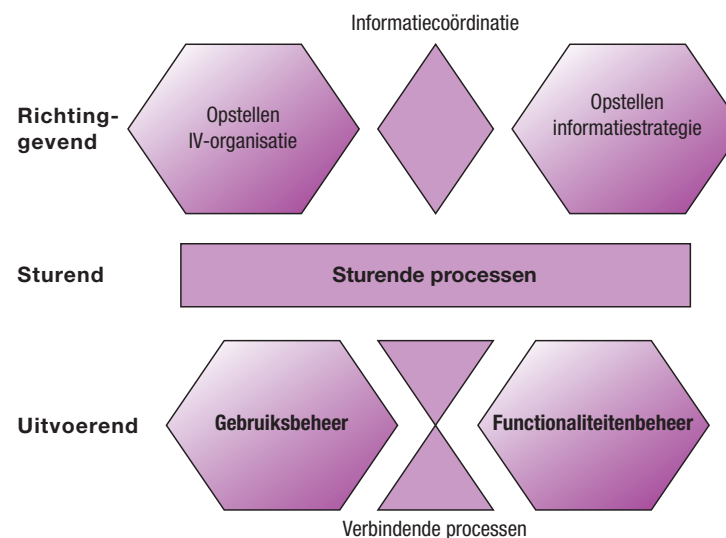 Informatiecoördinatie
Richting-
gevend
Opstellen
IV-organisatie
Opstellen
informatiestrategie
Sturend
Sturende processen
Uitvoerend
Gebruiksbeheer
Functionaliteitenbeheer
Verbindende processen